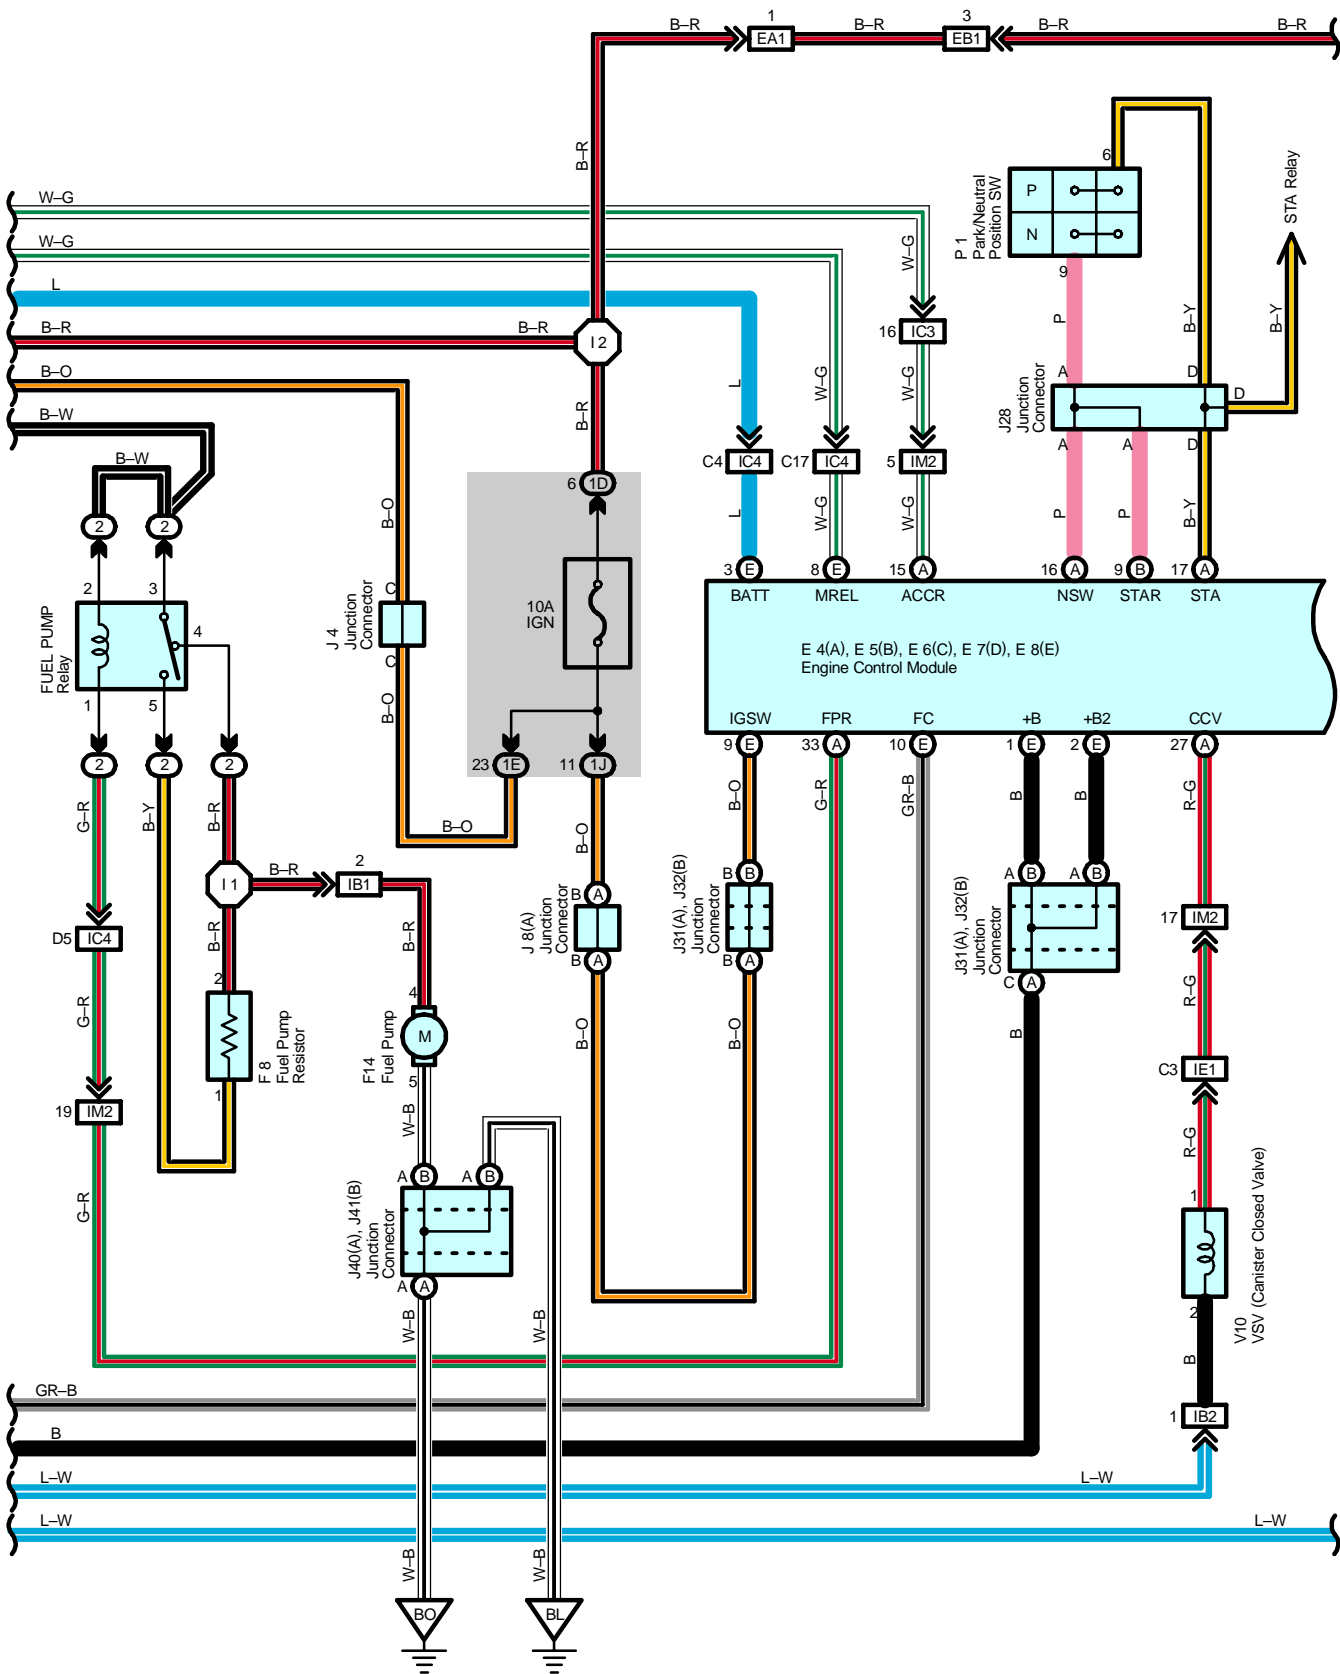 B–R
1
EA1
B–R
3
EB1
B–R
B–R
B–R
W–G
W–G
L
B–R
B–R
B–O
B–W
B–W
I 2
B–R
6
P 1
Park/Neutral
Position SW
P
N
9
STA Relay
W–G
16
IC3
W–G
P
B–Y
B–Y
L
W–G
A
D
D
J28
Junction
Connector
A
A
D
C4
IC4
C17
IC4
5
IM2
6
1D
2
2
B–O
L
W–G
W–G
P
P
B–Y
3
E
8
E
15
A
16
A
9
B
17
A
BATT
MREL
ACCR
NSW
STAR
STA
2
3
4
FUEL PUMP
Relay
1
5
C
J 4
Junction
Connector
C
10A
IGN
E 4(A), E 5(B), E 6(C), E 7(D), E 8(E)
Engine Control Module
B–O
IGSW
FPR
FC
+B
+B2
CCV
9
E
33
A
10
E
1
E
2
E
27
A
2
2
2
23
1E
11
1J
G–R
B–Y
B–R
B–O
B–O
B–O
G–R
GR–B
B
B
R–G
I 1
B–R
2
IB1
B
A
B
B
A
B
A
B
J 8(A)
Junction
Connector
J31(A), J32(B)
Junction
Connector
J31(A), J32(B)
Junction
Connector
17
IM2
D5
IC4
B–R
B–R
B
A
B
A
C
A
G–R
2
F 8
Fuel Pump
Resistor
1
4
M
F14
Fuel Pump
5
B–O
B–O
B
R–G
C3
IE1
19
IM2
W–B
R–G
A
B
A
B
G–R
J40(A), J41(B)
Junction
Connector
A
A
1
V10
VSV (Canister Closed Valve)
2
W–B
W–B
B
GR–B
B
1
IB2
L–W
L–W
L–W
L–W
W–B
W–B
BO
BL